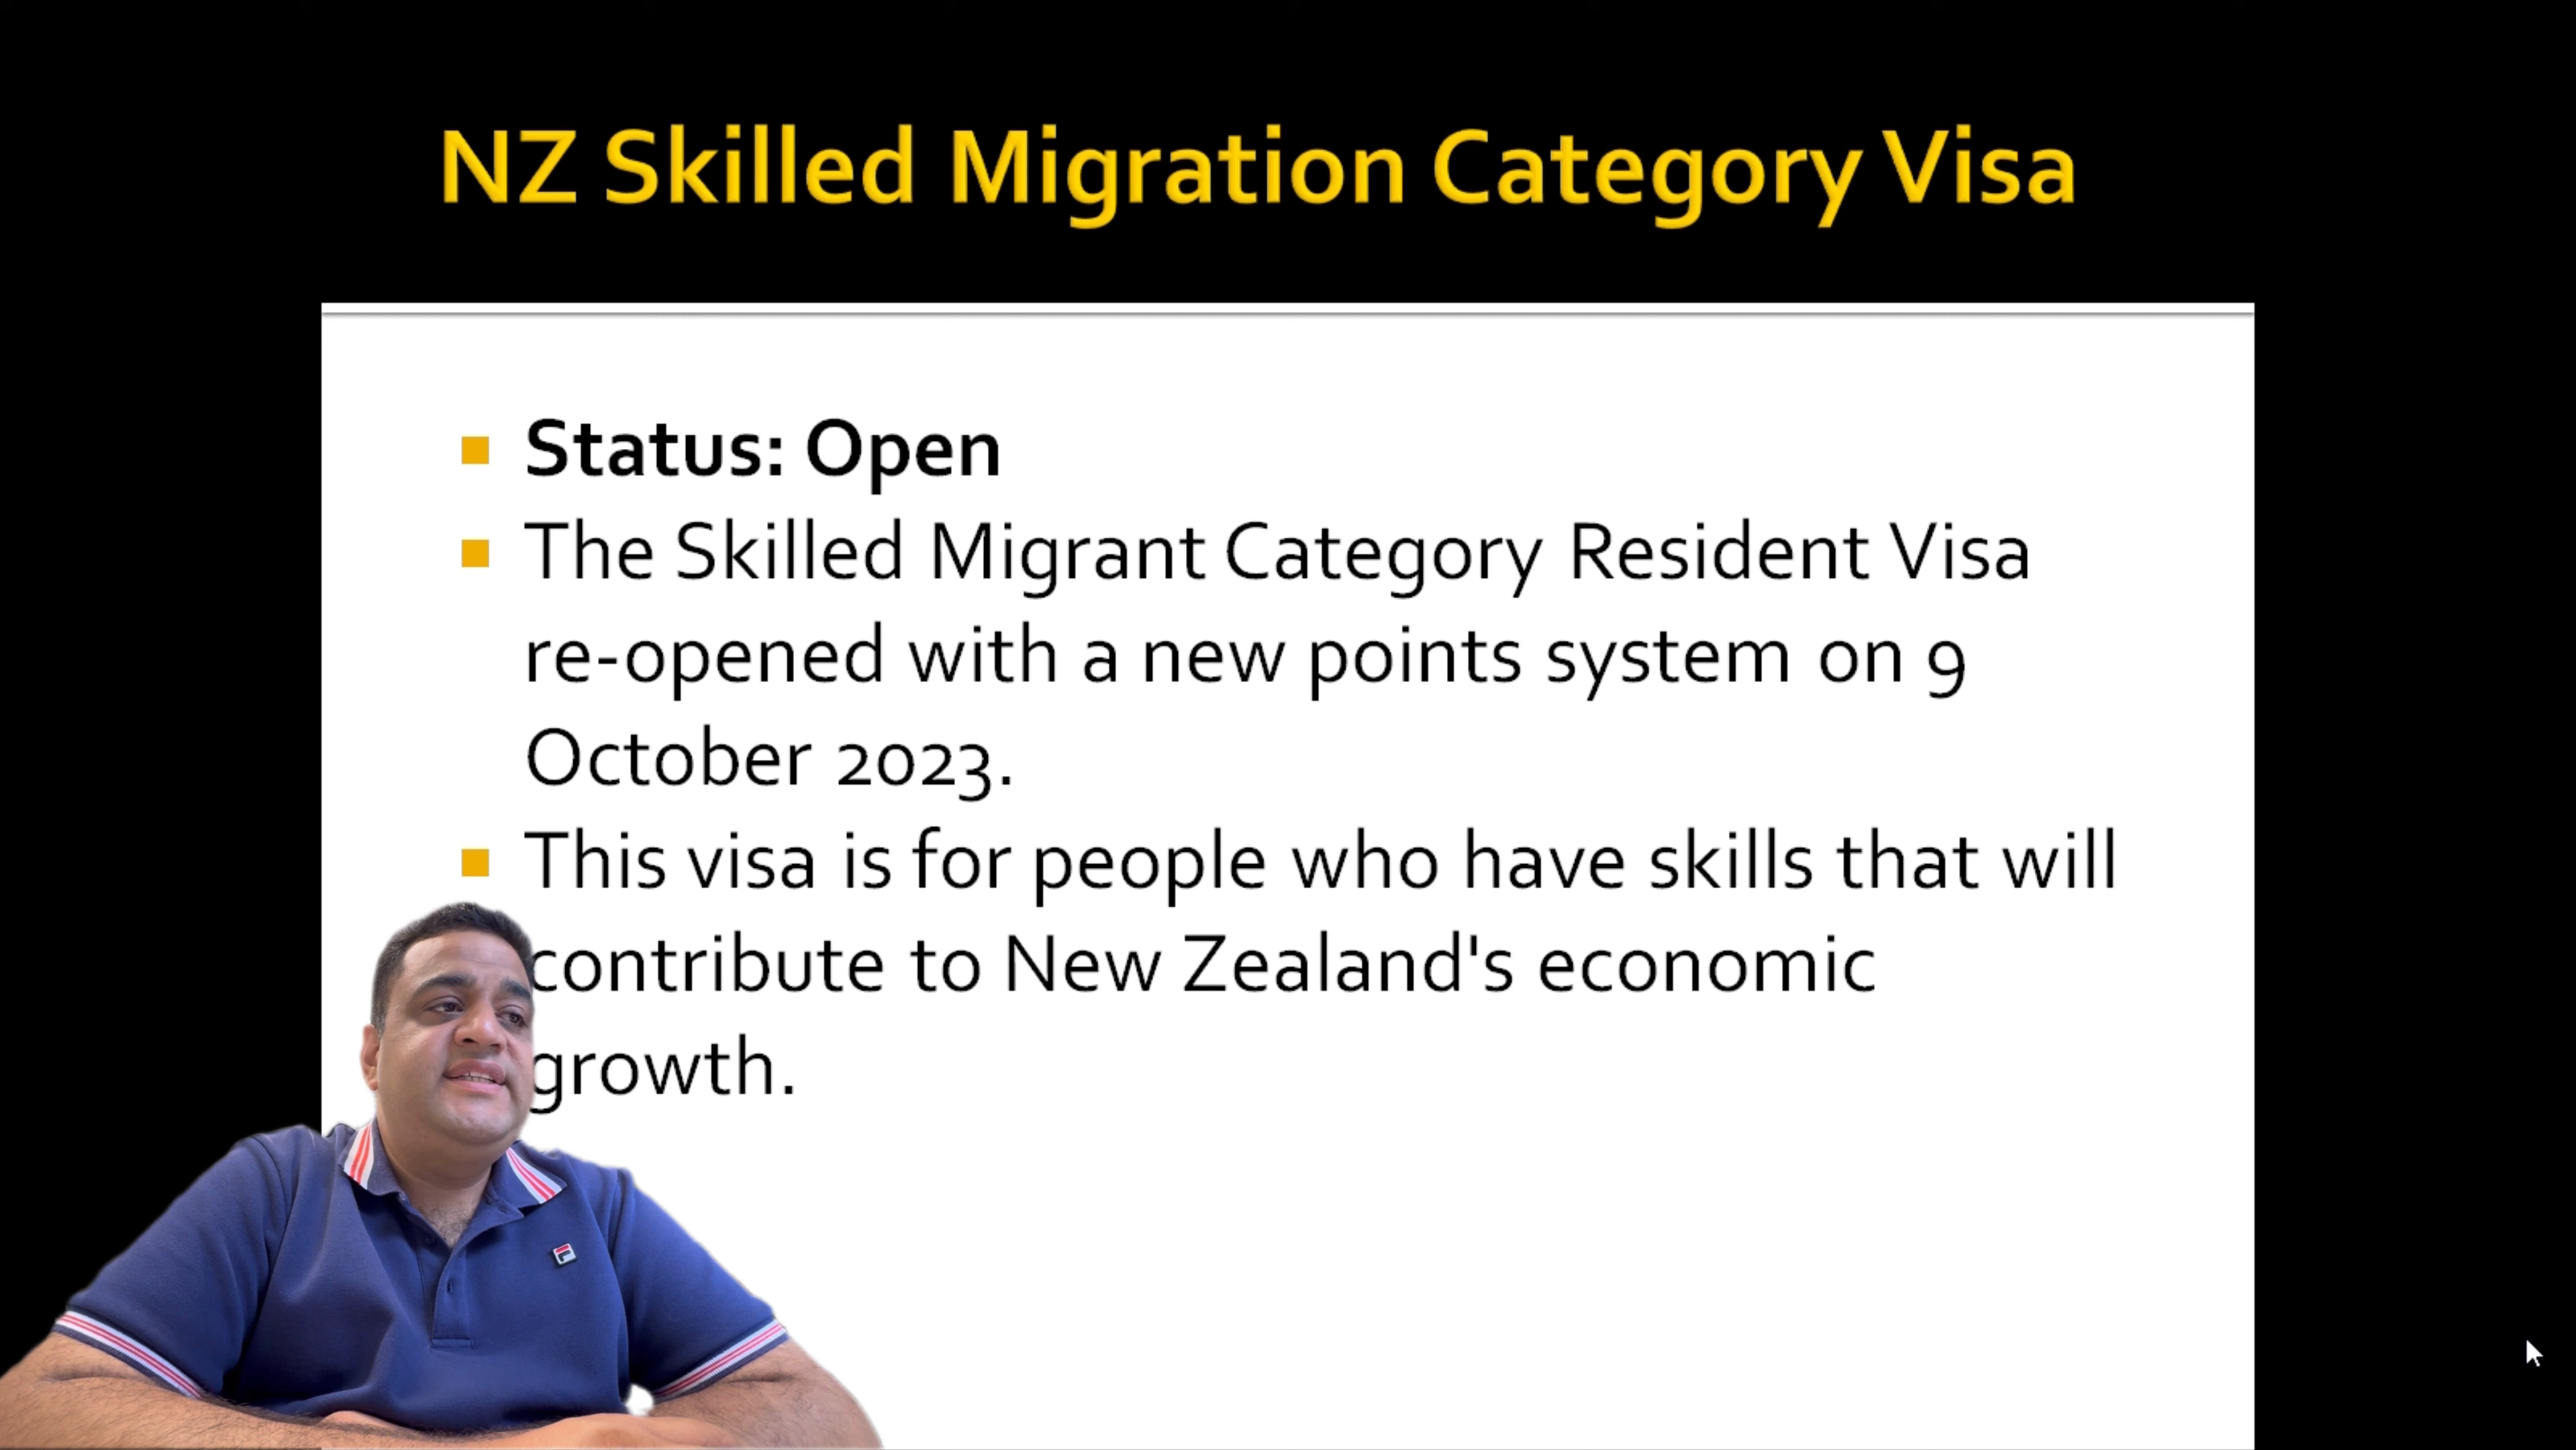 NZ Skilled Migration Category Visa
Status: Open
The Skilled Migrant Category Resident Visa
re-opened with a new points system on 9
October 2023.
This visa is for people who have skills that will
contribute to New Zealand's economic
growth.